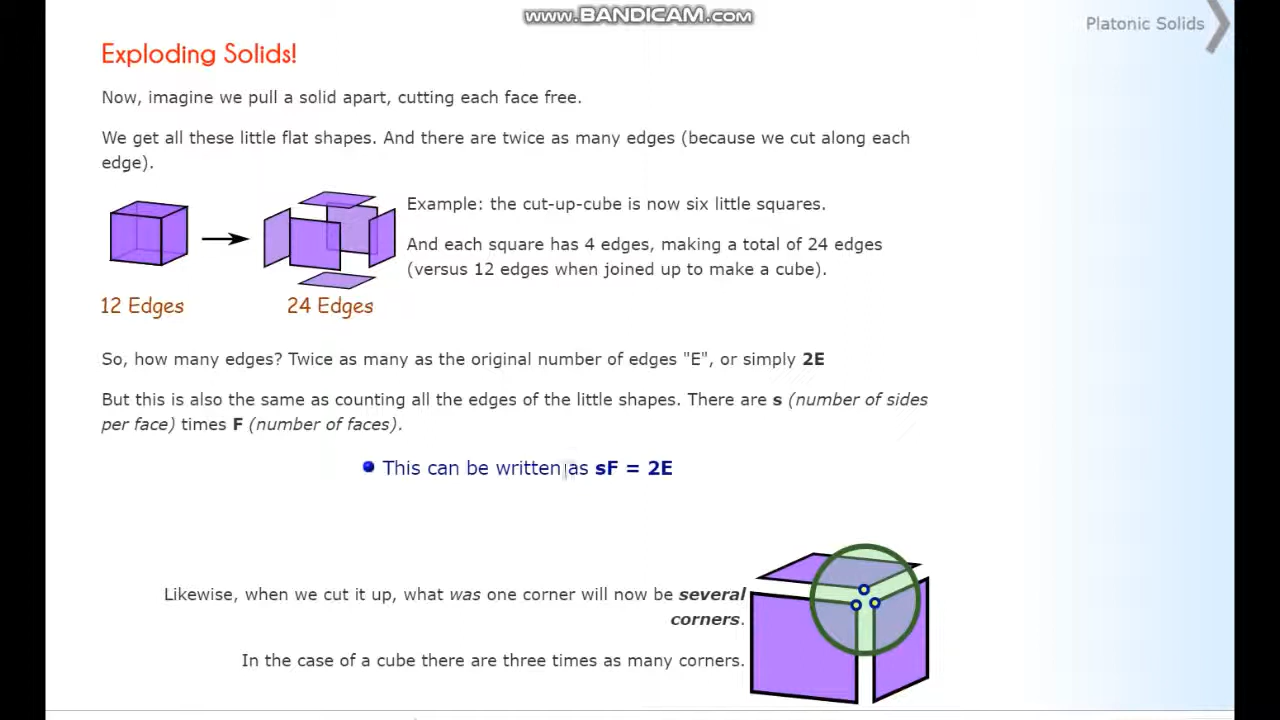 www.BANDICAM.com
Platonic Solids
Exploding Solids!
Now, imagine we pull a solid apart, cutting each face free.
We get all these little flat shapes. And there are twice as many edges (because we cut along each
edge).
Example: the cut-up-cube is now six little squares.
And each square has 4 edges, making a total of 24 edges
(versus 12 edges when joined up to make a cube).
12 Edges
24 Edges
So, how many edges? Twice as many as the original number of edges "E", or simply 2E
But this is also the same as counting all the edges of the little shapes. There are s (number of sides
per face) times F (number of faces).
This can be written as sF = 2E
Likewise, when we cut it up, what was one corner will now be several
corners.
In the case of a cube there are three times as many corners.